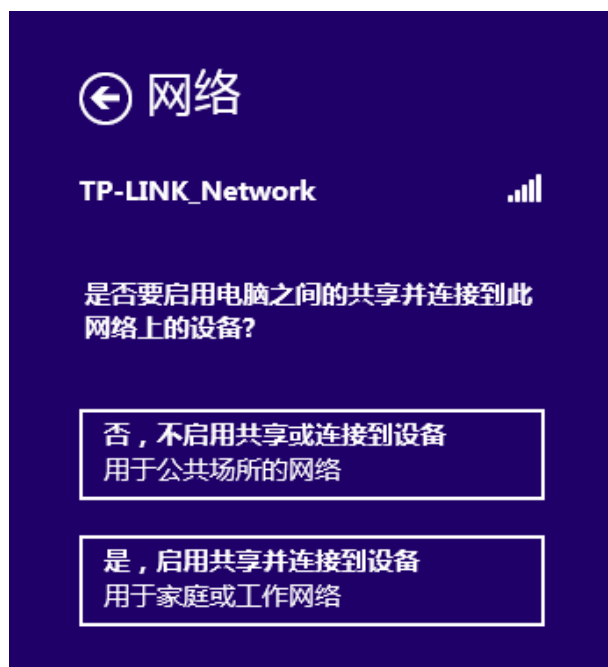 网络
TP-LINK_Network
是否要启用电脑之间的共享并连接到此
网络上的设备?
否，不启用共享或连接到设备
用于公共场所的网络
是，启用共享并连接到设备
用于家庭或工作网络